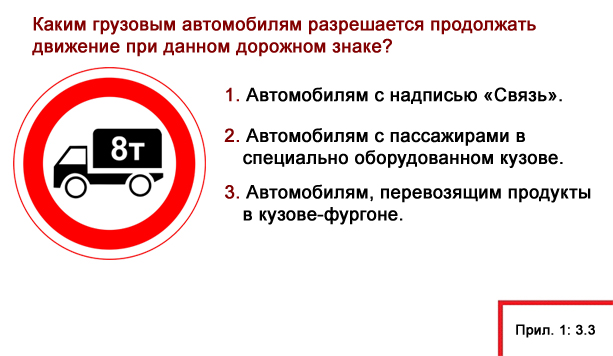 Каким грузовым автомобилям разрешается продолжать
движение при данном дорожном знаке?
8т
1. Автомобилям с надписью «Связь».
2. Автомобилям с пассажирами в
специально оборудованном кузове.
3. Автомобилям, перевозящим продукты
в кузове-фургоне.
Прил. 1: 3.3